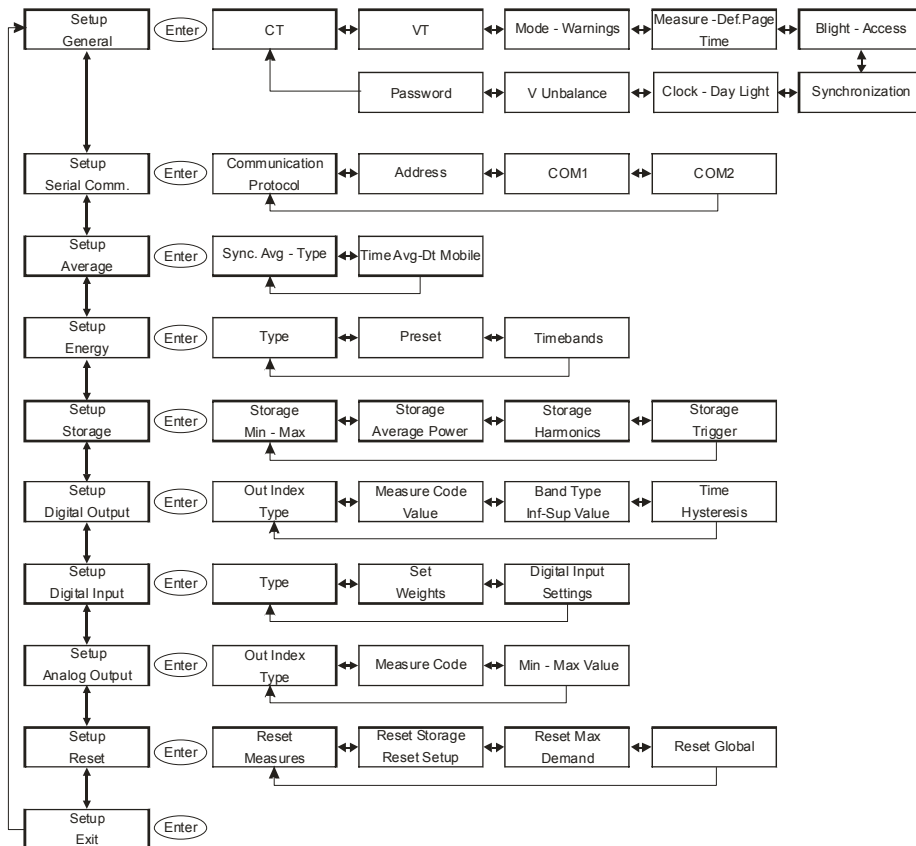 Setup
General
Enter
CT
VT
Mode - Warnings
Measure -Def.Page
Time
Blight - Access
Password
V Unbalance
Clock - Day Light
Synchronization
Setup
Serial Comm.
Enter
Communication
Protocol
Address
COM1
COM2
Setup
Average
Enter
Sync. Avg - Type
Time Avg-Dt Mobile
Setup
Energy
Enter
Type
Preset
Timebands
Setup
Storage
Enter
Storage
Min - Max
Storage
Average Power
Storage
Harmonics
Storage
Trigger
Setup
Digital Output
Enter
Out Index
Type
Measure Code
Value
Band Type
Inf-Sup Value
Time
Hysteresis
Setup
Digital Input
Enter
Type
Set
Weights
Digital Input
Settings
Setup
Analog Output
Enter
Out Index
Type
Measure Code
Min - Max Value
Setup
Reset
Enter
Reset
Measures
Reset Storage
Reset Setup
Reset Max
Demand
Reset Global
Setup
Exit
Enter